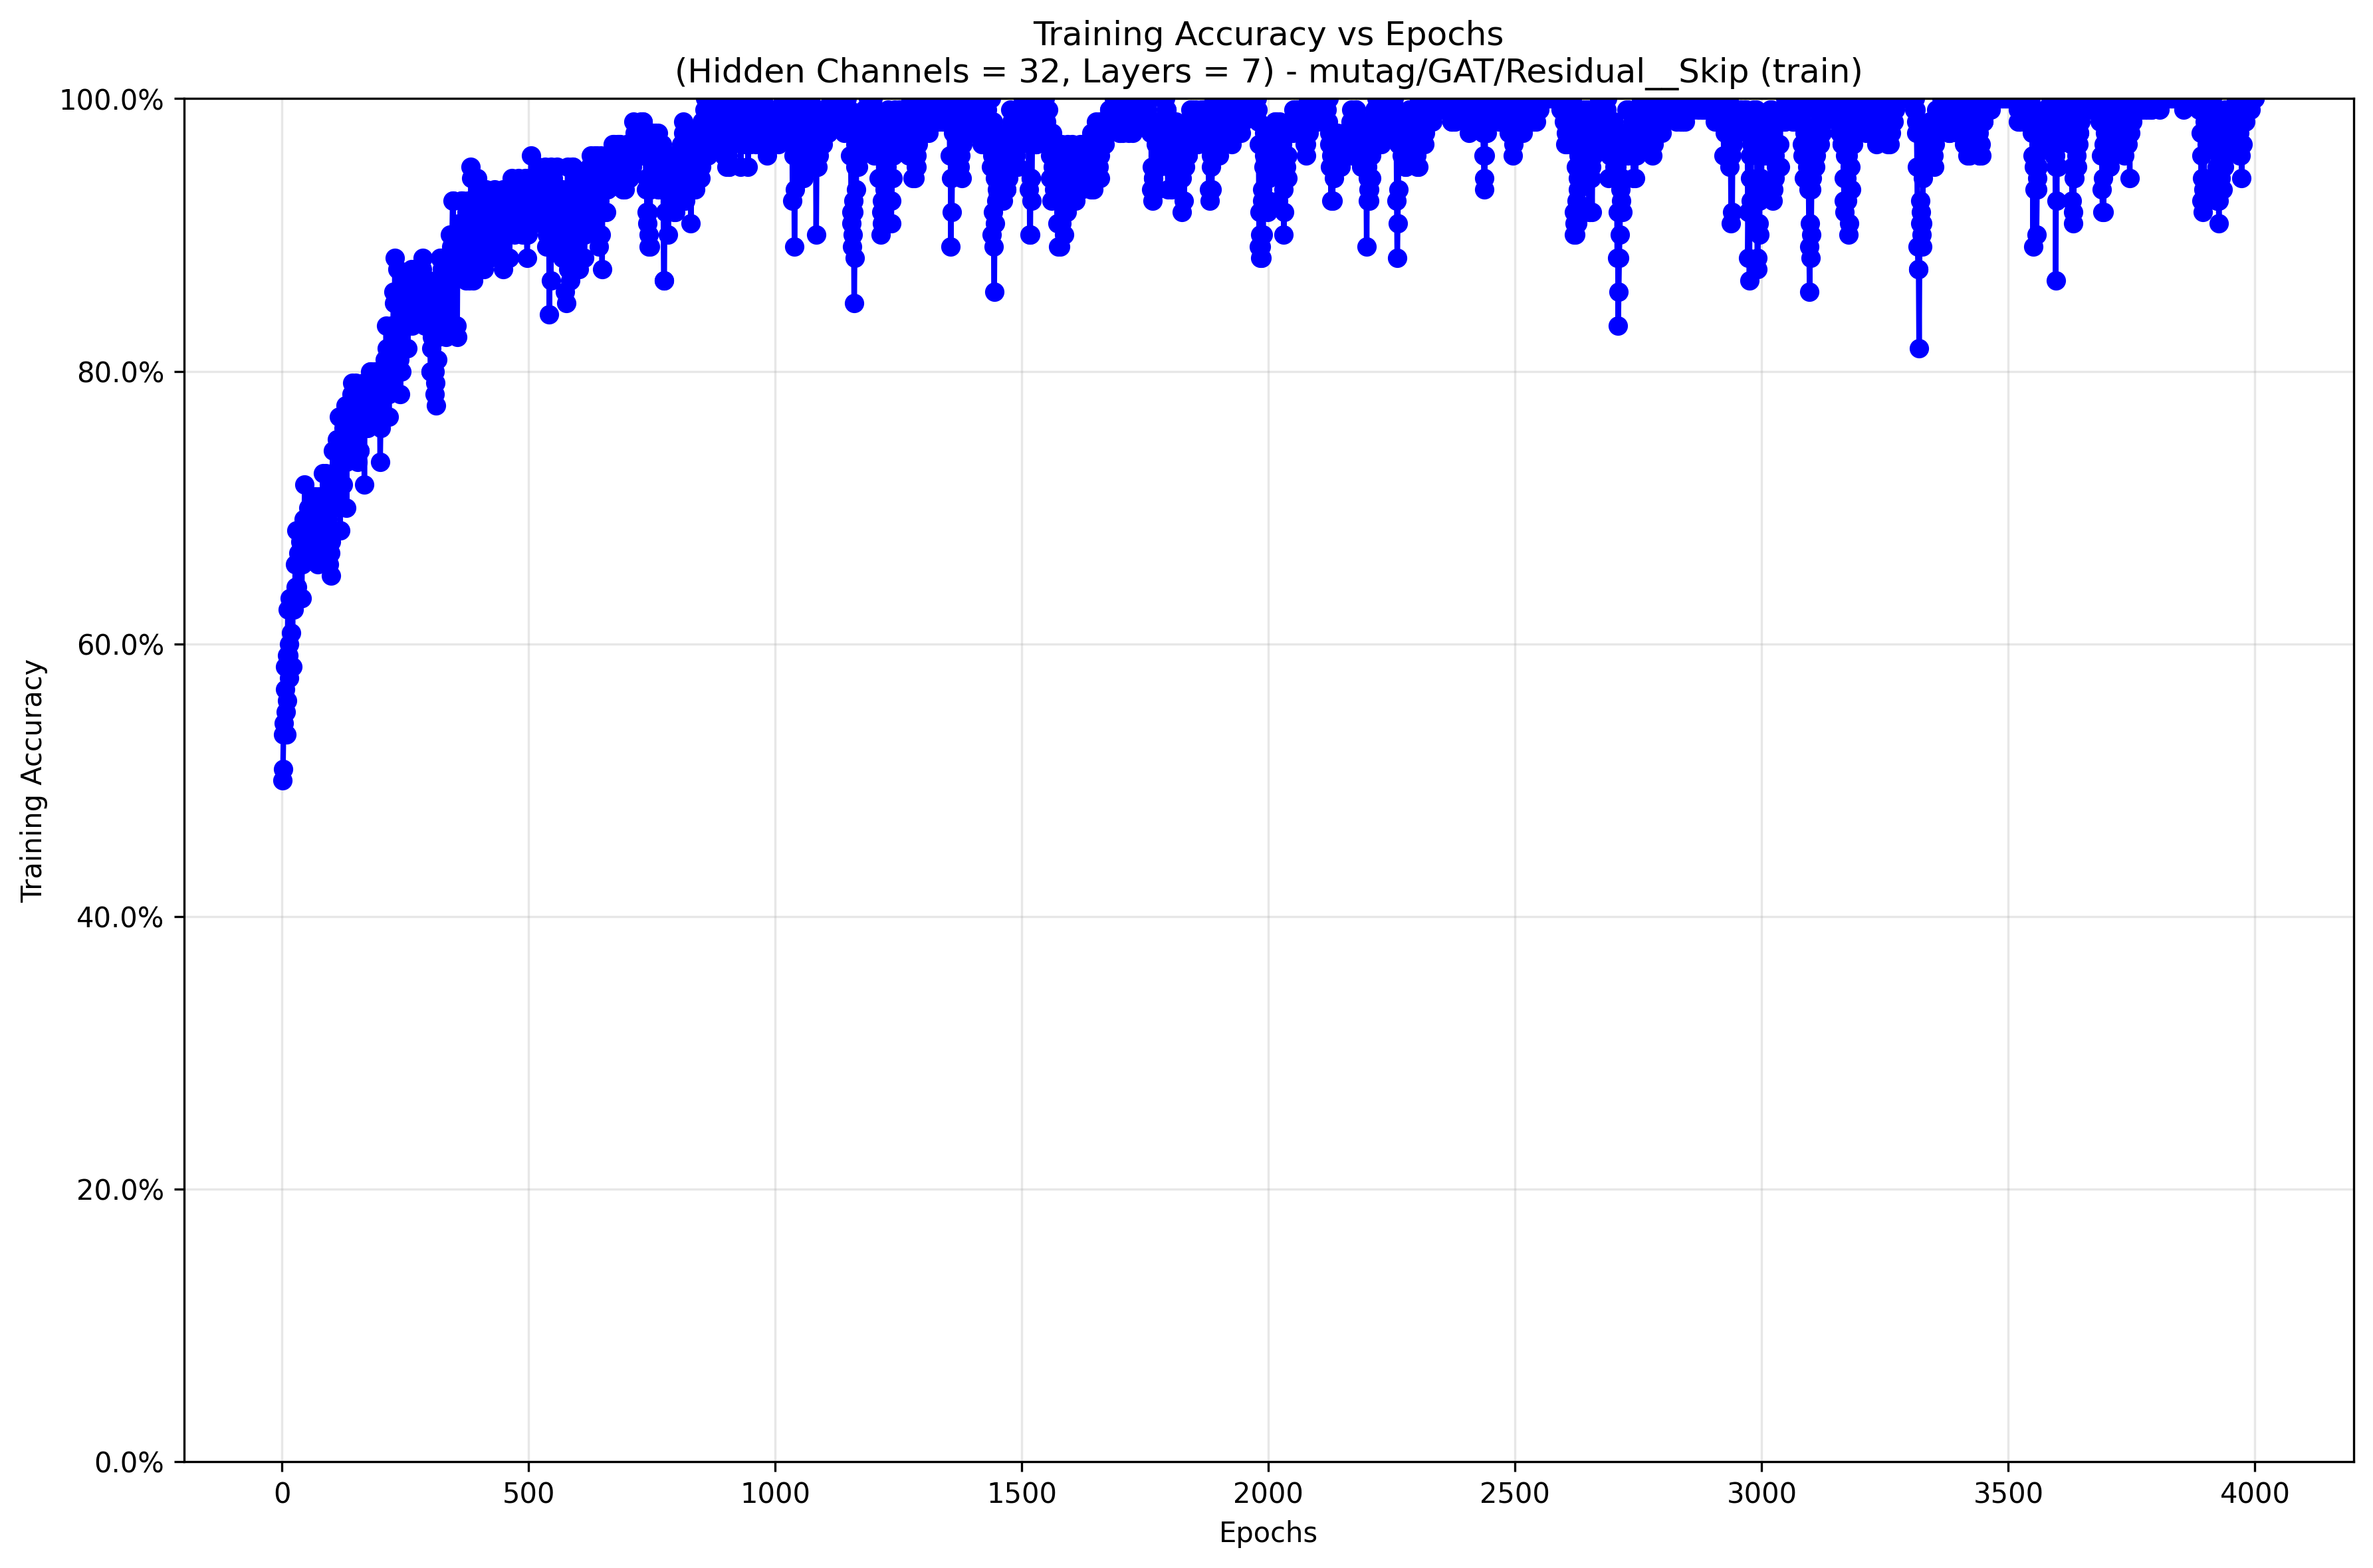 Training Accuracy vs Epochs
(Hidden Channels = 32, Layers = 7) - mutag/GAT/Residual__Skip (train)
100.0%
80.0%
60.0%
40.0%
20.0%
0.0%
Training Accuracy
0 500 1000 1500 2000 2500 3000 3500 4000
Epochs